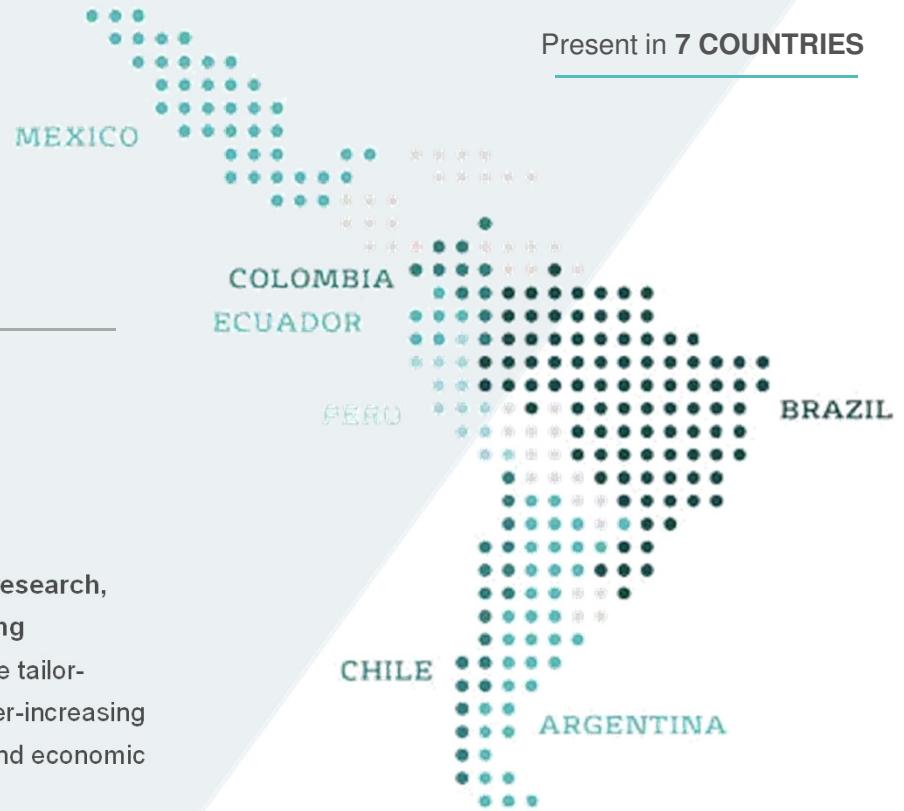 Present in 7 COUNTRIES
MEXICO
COLOMBIA
ECUADOR
PERU
BRAZIL
esearch,
ng
e tailor-
er-increasing
nd economic
CHILE
ARGENTINA